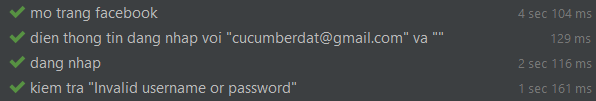 mo trang facebook 4 sec 104 ms
dien thong tin dang nhap voi "cucumberdat@gmail.com" va "" 129 ms
dang nhap 2 sec 116 ms
kiem tra "Invalid username or password" 1 sec 161 ms